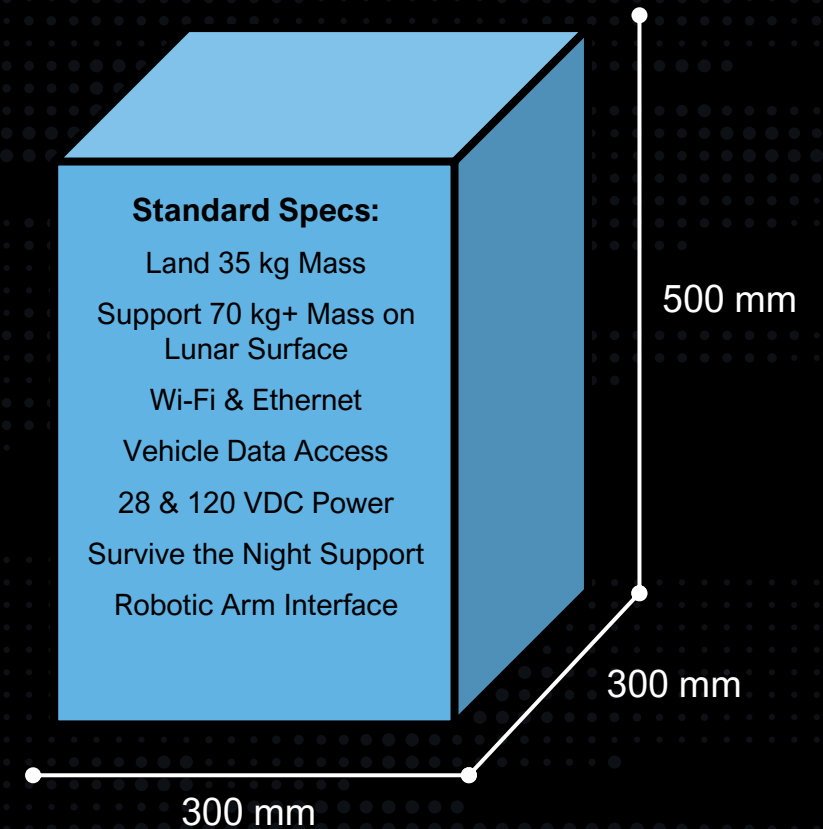 Standard Specs:
Land 35 kg Mass
Support 70 kg+ Mass on
Lunar Surface
Wi-Fi & Ethernet
Vehicle Data Access
28 & 120 VDC Power
Survive the Night Support
Robotic Arm Interface
500 mm
300 mm
300 mm